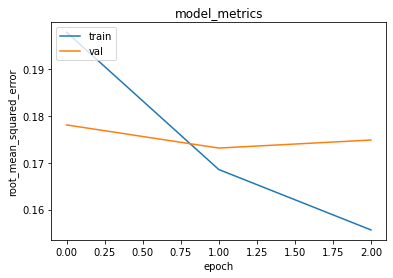 model_metrics
train
val
root_mean_squared_error
0.19
0.18
0.17
0.16
0.00 0.25 0.50 0.75 1.00 1.25 1.50 1.75 2.00
epoch